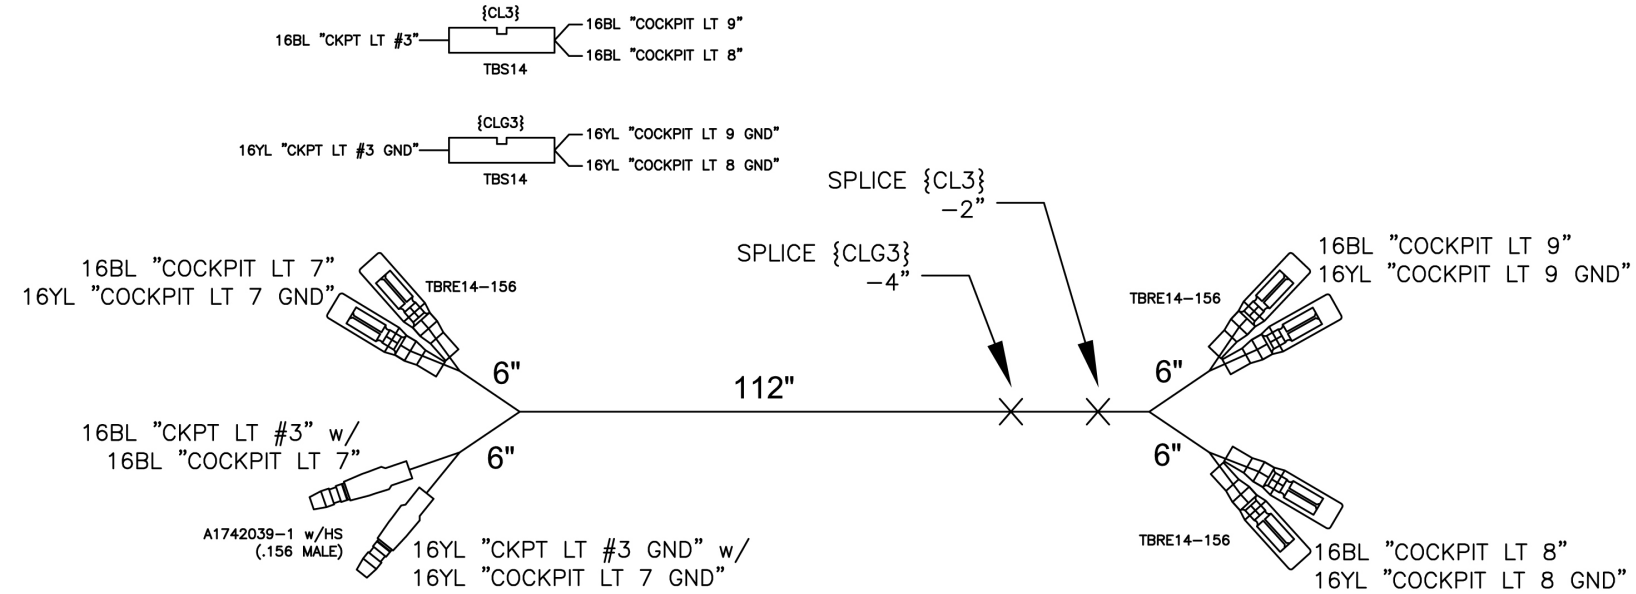 {CL3}
16BL "CKPT LT #3"
16BL "COCKPIT LT 9"
16BL "COCKPIT LT 8"
TBS14
{CLG3}
16YL "CKPT LT #3 GND"
16YL "COCKPIT LT 9 GND"
16YL "COCKPIT LT 8 GND"
TBS14
SPLICE {CL3}
-2"
SPLICE {CLG3}
-4"
16BL "COCKPIT LT 7"
16YL "COCKPIT LT 7 GND"
TBRE14-156
16BL "COCKPIT LT 9"
16YL "COCKPIT LT 9 GND"
TBRE14-156
6"
112"
6"
16BL "CKPT LT #3" w/
16BL "COCKPIT LT 7"
6"
6"
A1742039-1 w/HS
(.156 MALE)
16YL "CKPT LT #3 GND" w/
16YL "COCKPIT LT 7 GND"
TBRE14-156
16BL "COCKPIT LT 8"
16YL "COCKPIT LT 8 GND"